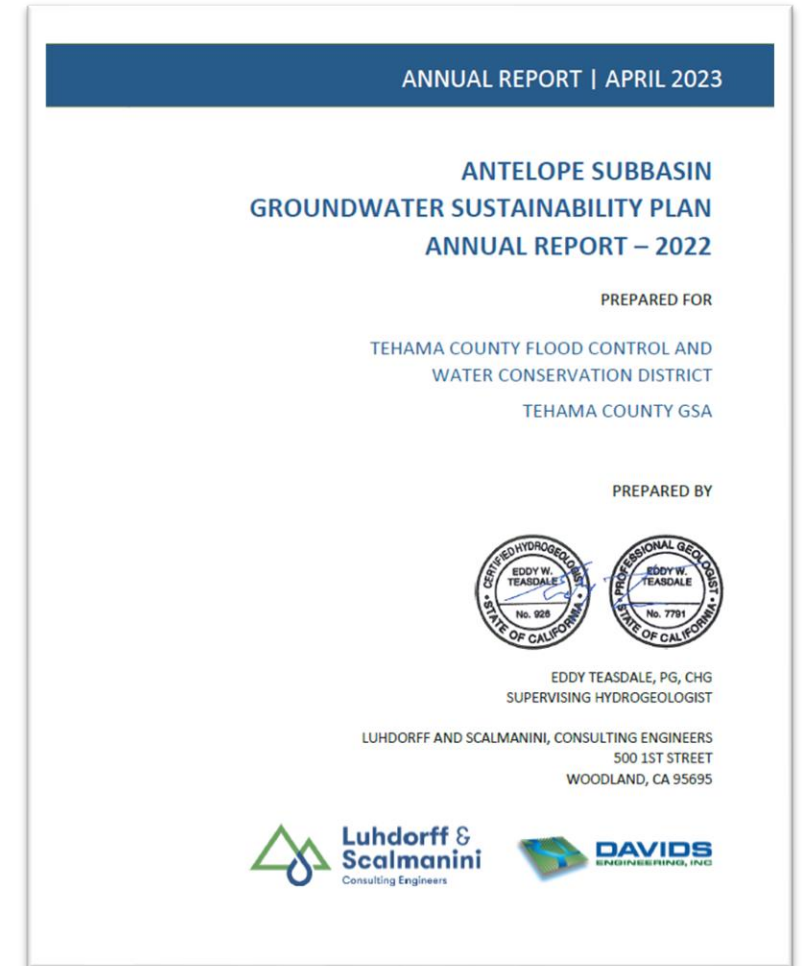 ANNUAL REPORT | APRIL 2023
ANTELOPE SUBBASIN
GROUNDWATER SUSTAINABILITY PLAN
ANNUAL REPORT – 2022
PREPARED FOR
TEHAMA COUNTY FLOOD CONTROL AND
WATER CONSERVATION DISTRICT
TEHAMA COUNTY GSA
PREPARED BY
CERTIFIED HYDROGEOLOGIST
EDDY W.
TEASDALE
No. 926
STATE OF CALIFORNIA
PROFESSIONAL GEOLOGIST
EDDY W.
TEASDALE
No. 7791
STATE OF CALIFORNIA
EDDY TEASDALE, PG, CHG
SUPERVISING HYDROGEOLOGIST
LUHDORFF AND SCALMANINI, CONSULTING ENGINEERS
500 1ST STREET
WOODLAND, CA 95695
Luhdorff &
Scalmanini
Consulting Engineers
DAVIDS
ENGINEERING, INC